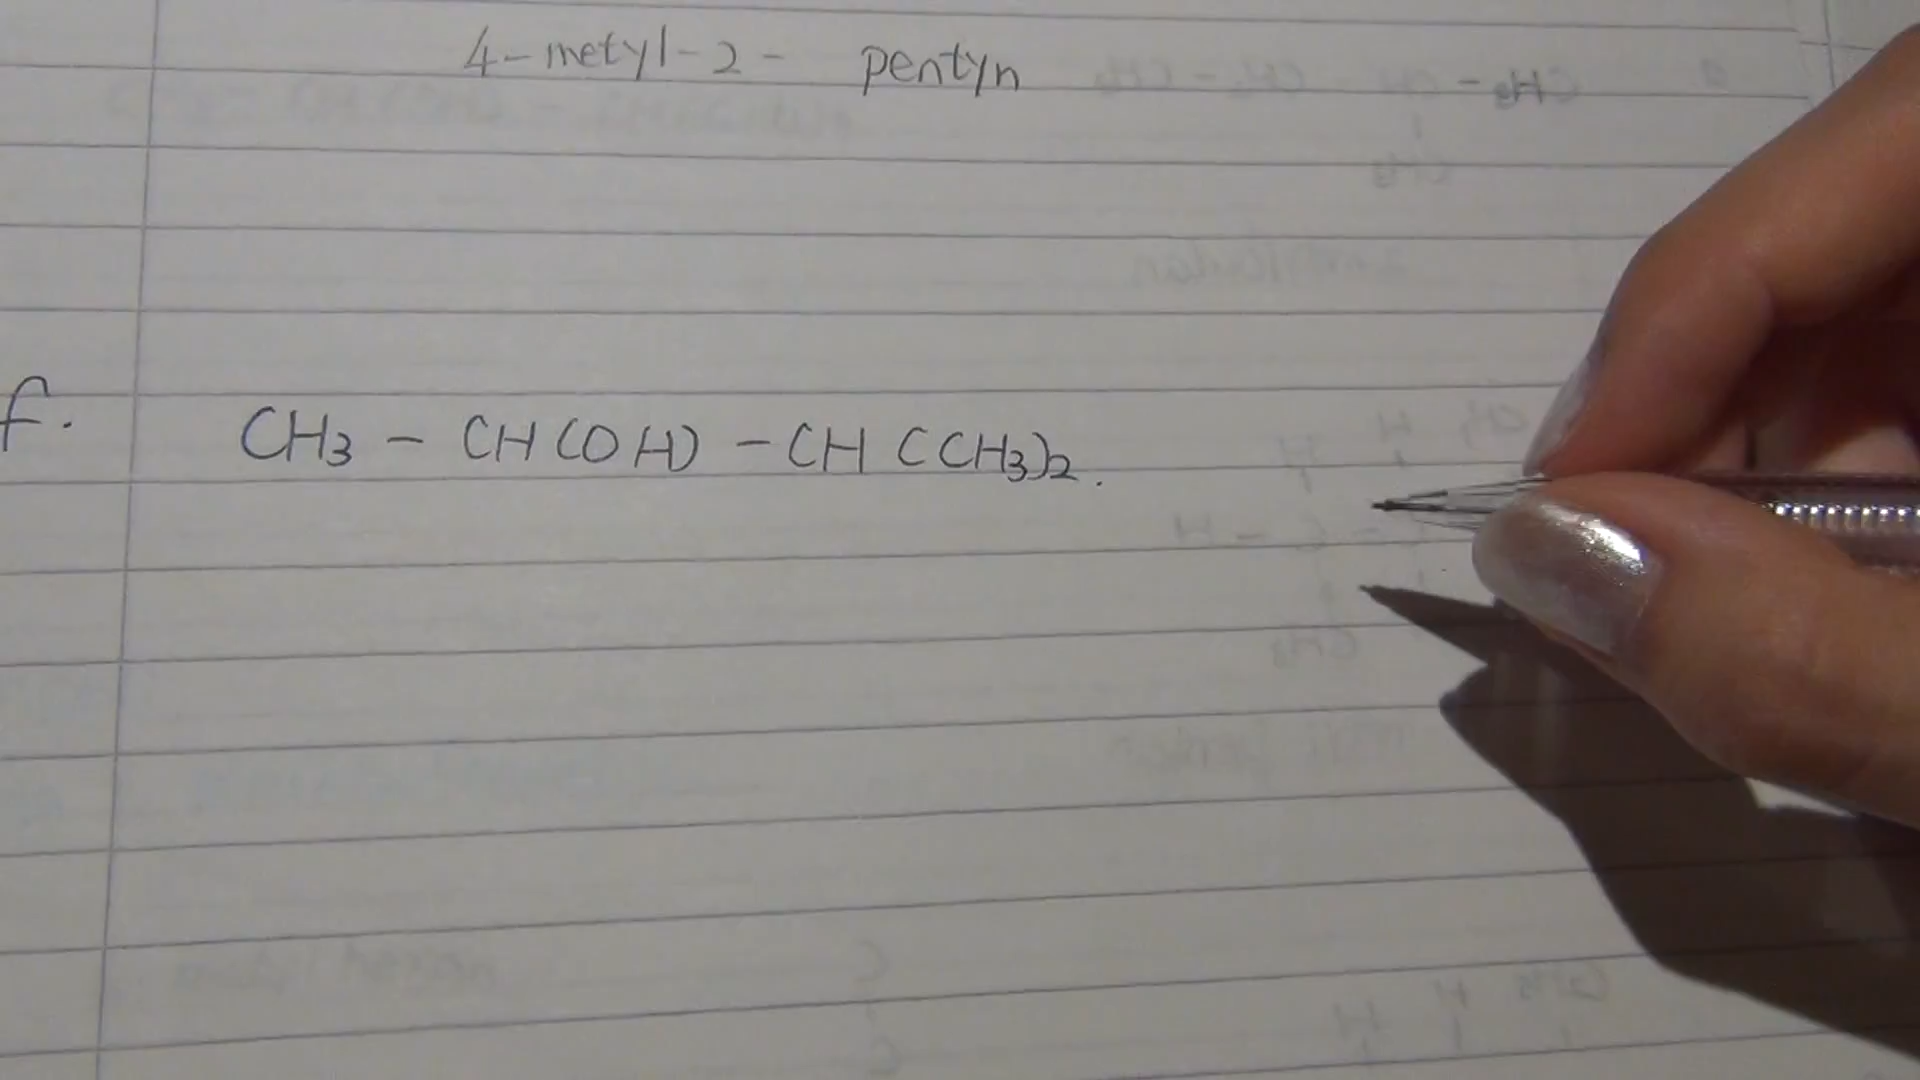 4-metyl-2- pentyn
f. CH3 - CH(OH) - CH(CH3)2.